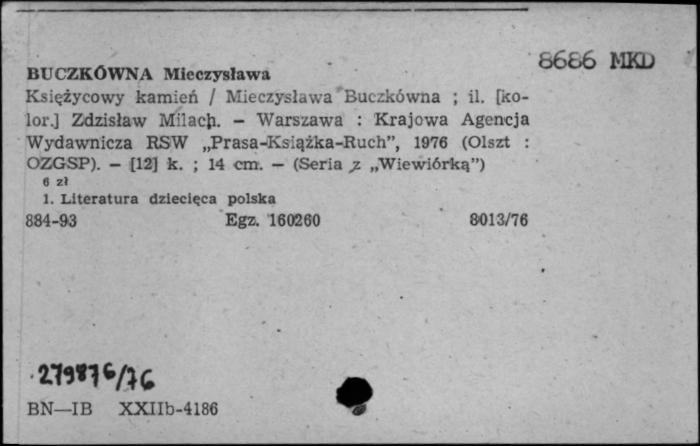 8686 MKD
BUCZKÓWNA Mieczysława
Księżycowy kamień / Mieczysława Buczkówna ; il. [ko-
lor.] Zdzisław Milach. — Warszawa : Krajowa Agencja
Wydawnicza RSW „Prasa-Książka-Ruch”, 1976 (Olszt :
OZGSP). — [12] k. ; 14 cm. — (Seria z „Wiewiórką”)
6 zł
1. Literatura dziecięca polska
884-93 Egz. 160260 8013/76
279876/76
BN—IB XXIIb-4186